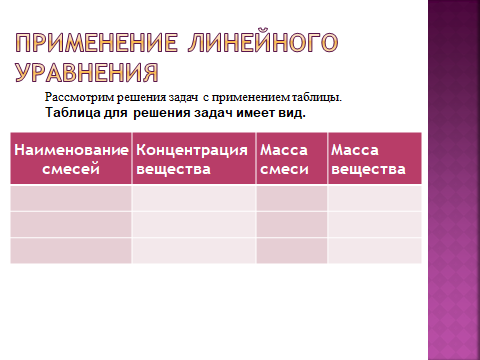 ПРИМЕНЕНИЕ ЛИНЕЙНОГО
УРАВНЕНИЯ
Рассмотрим решения задач с применением таблицы.
Таблица для решения задач имеет вид.
Наименование смесей
Концентрация вещества
Масса смеси
Масса вещества